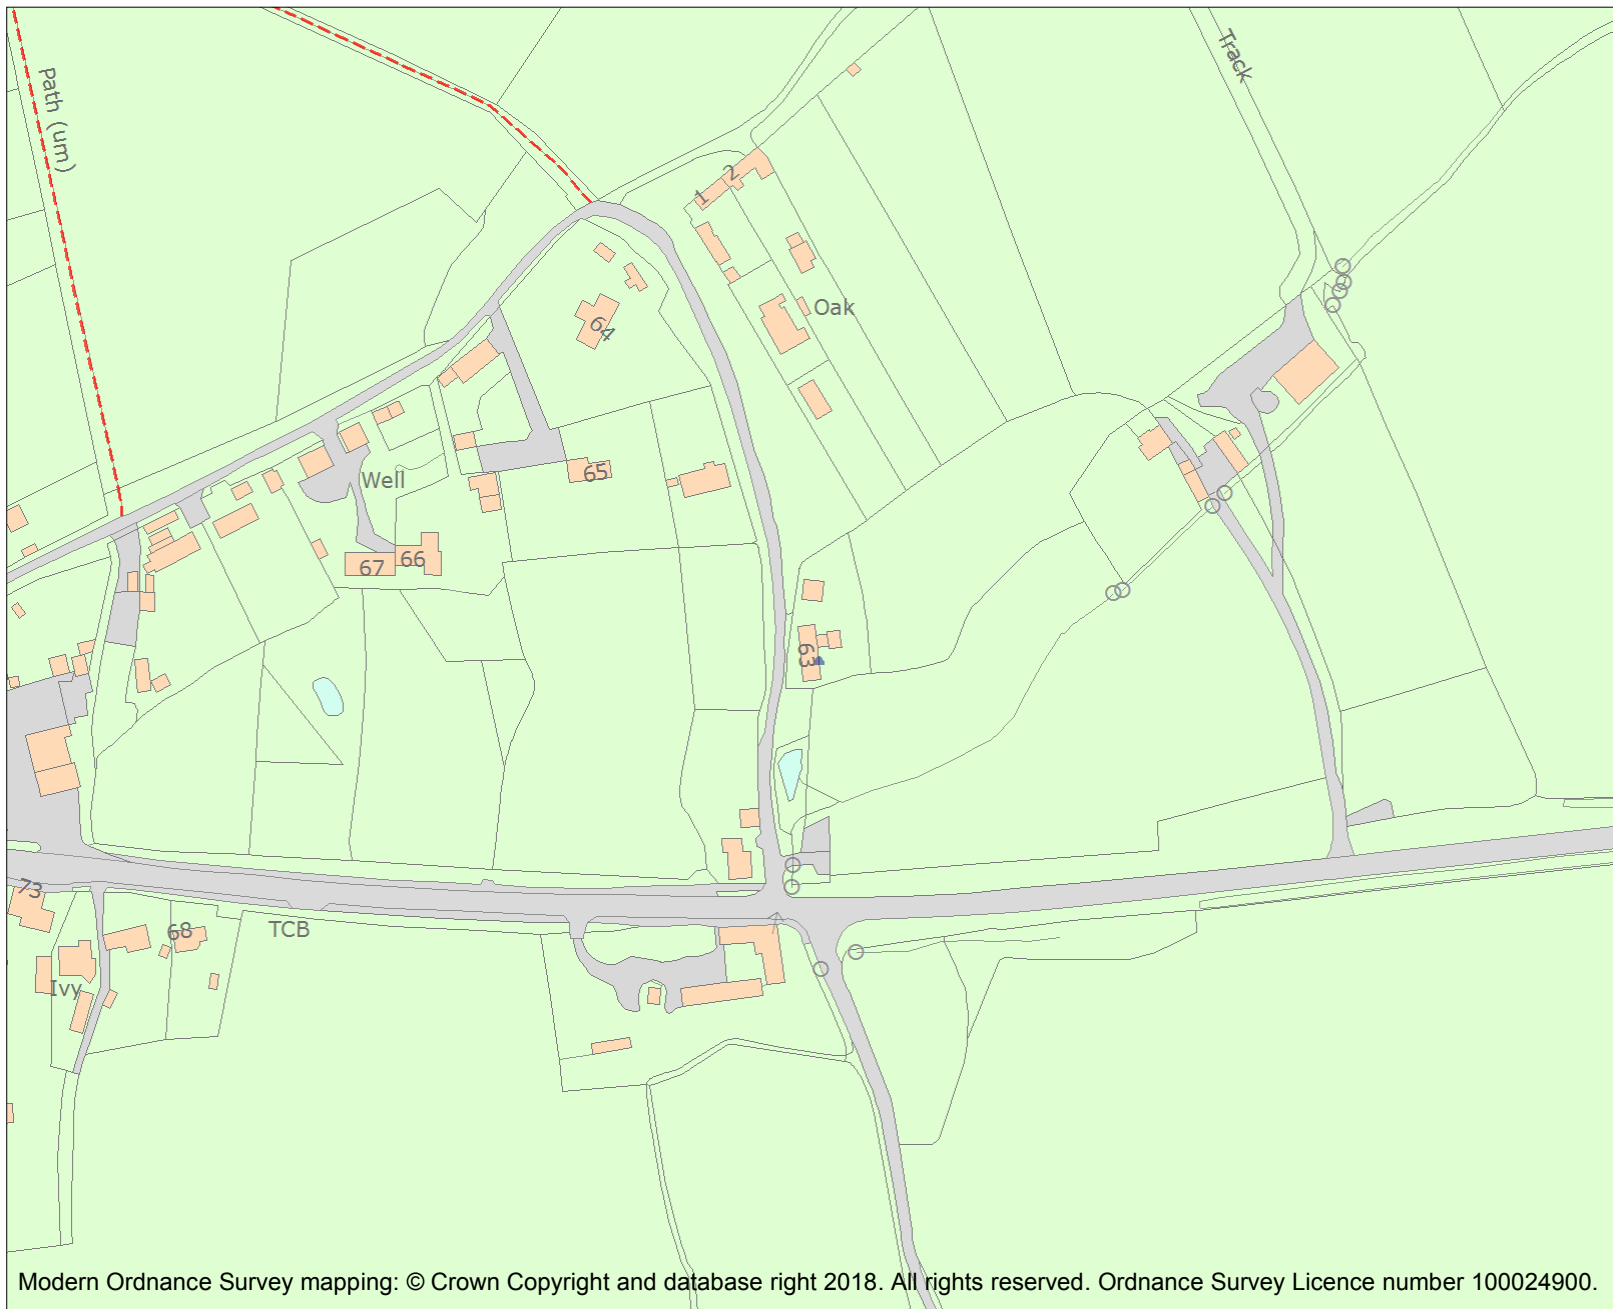 Track
Path (um)
2
1
Oak
64
Well
65
66
67
63
73
68
TCB
Ivy
Modern Ordnance Survey mapping: © Crown Copyright and database right 2018. All rights reserved. Ordnance Survey Licence number 100024900.